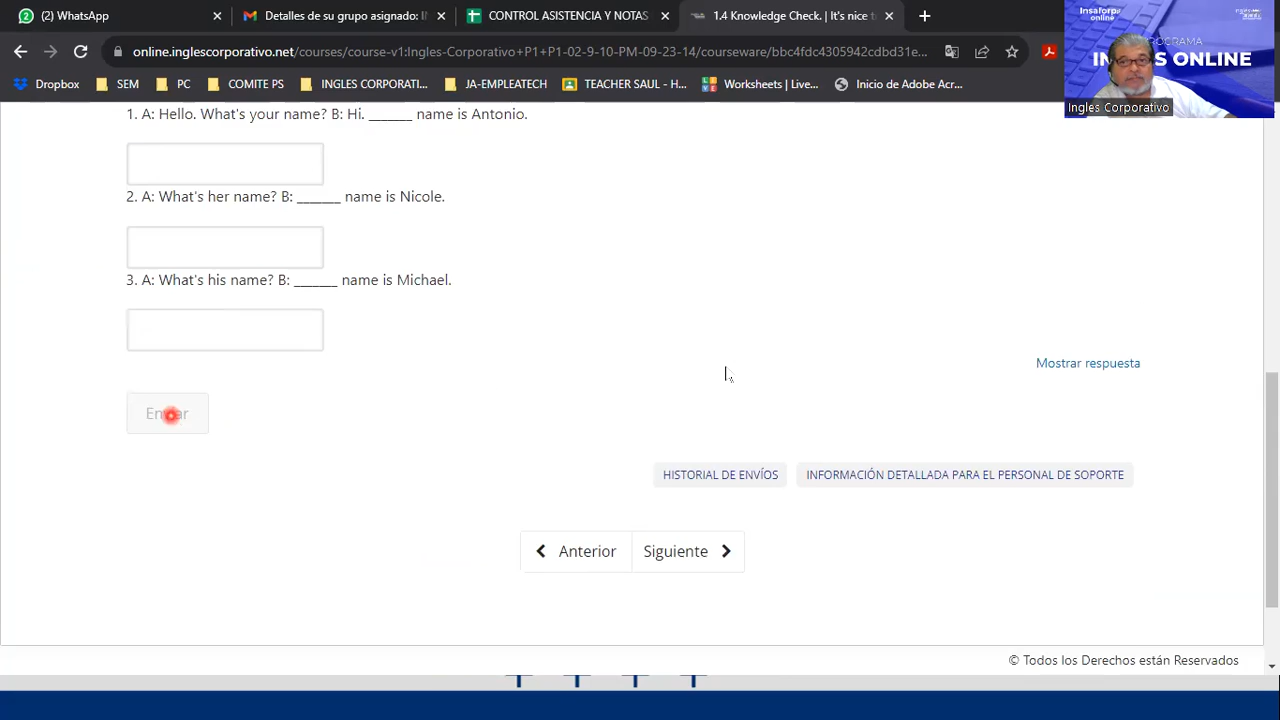 (2) WhatsApp
Detalles de su grupo asignado: I
CONTROL ASISTENCIA Y NOTAS
1.4 Knowledge Check. | It's nice t
online.inglescorporativo.net/courses/course-v1:Ingles-Corporativo+P1+P1-02-9-10-PM-09-23-14/courseware/bbc4fdc4305942cdbd31e...
Dropbox
SEM
PC
COMITE PS
INGLES CORPORATI...
JA-EMPLEATECH
TEACHER SAUL - H...
Worksheets | Live...
Inicio de Adobe Acr...
Insaforp
online
INGLES ONLINE
Ingles Corporativo
1. A: Hello. What's your name? B: Hi. ______ name is Antonio.
2. A: What's her name? B: ______ name is Nicole.
3. A: What's his name? B: ______ name is Michael.
Mostrar respuesta
Enviar
HISTORIAL DE ENVÍOS
INFORMACIÓN DETALLADA PARA EL PERSONAL DE SOPORTE
Anterior
Siguiente
© Todos los Derechos están Reservados